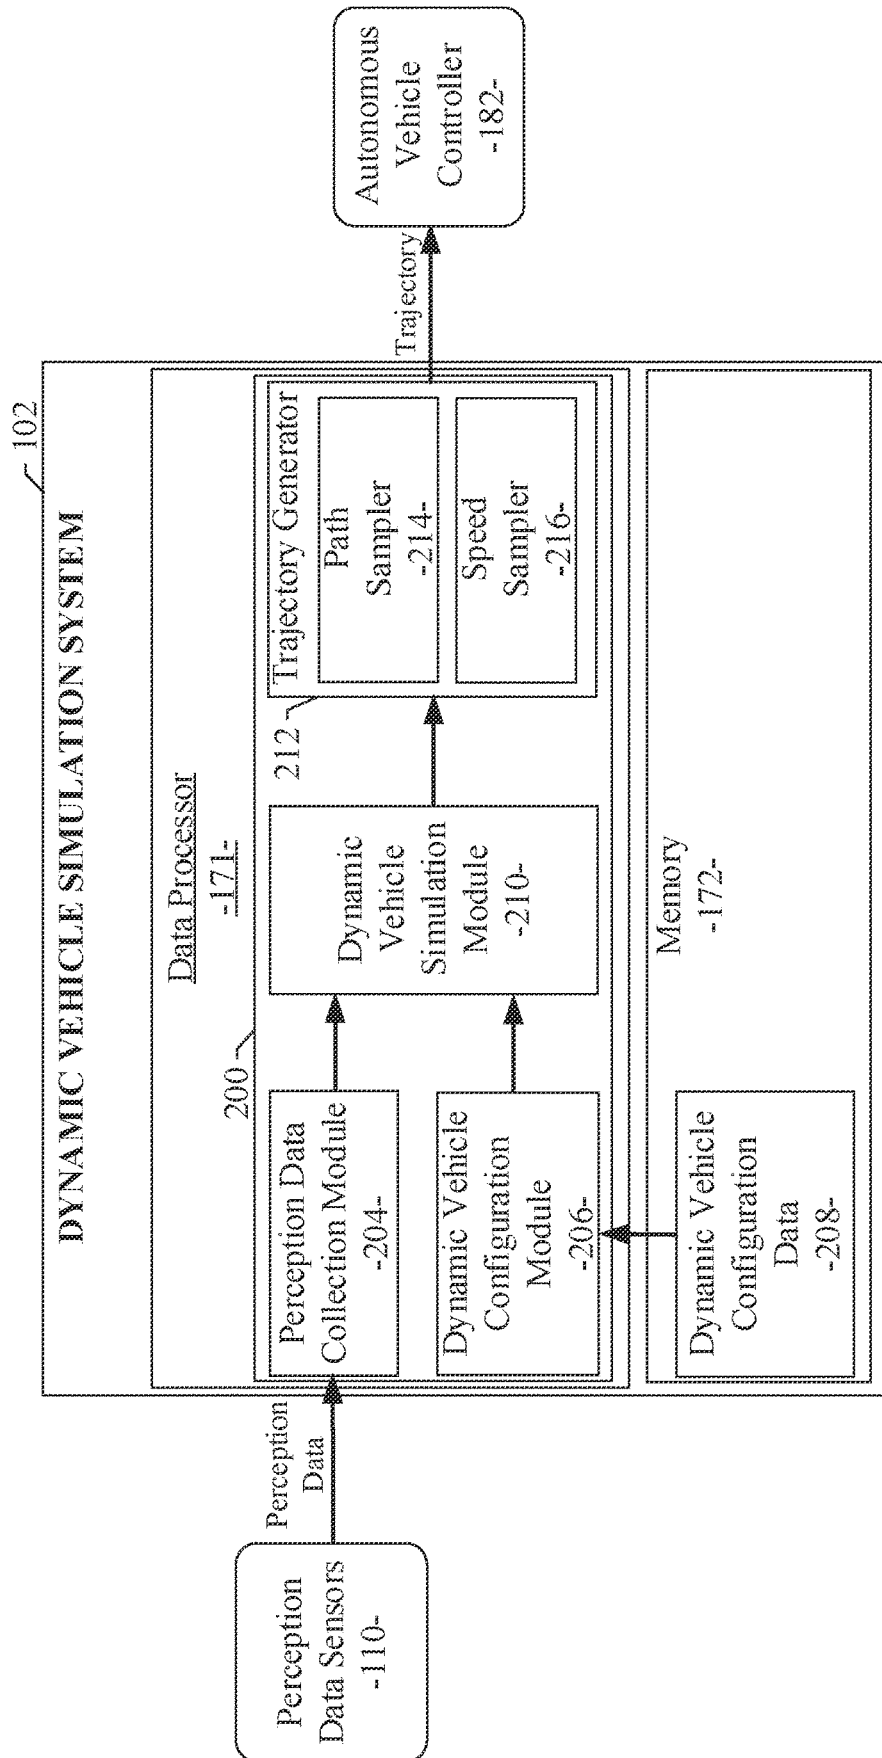 DYNAMIC VEHICLE SIMULATION SYSTEM
102
Data Processor
-171-
200
Perception
Data Sensors
-110-
Perception
Data
Perception Data
Collection Module
-204-
Dynamic Vehicle
Configuration
Module
-206-
Dynamic
Vehicle
Simulation
Module
-210-
212
Trajectory Generator
Path
Sampler
-214-
Speed
Sampler
-216-
Trajectory
Autonomous
Vehicle
Controller
-182-
Memory
-172-
Dynamic Vehicle
Configuration
Data
-208-